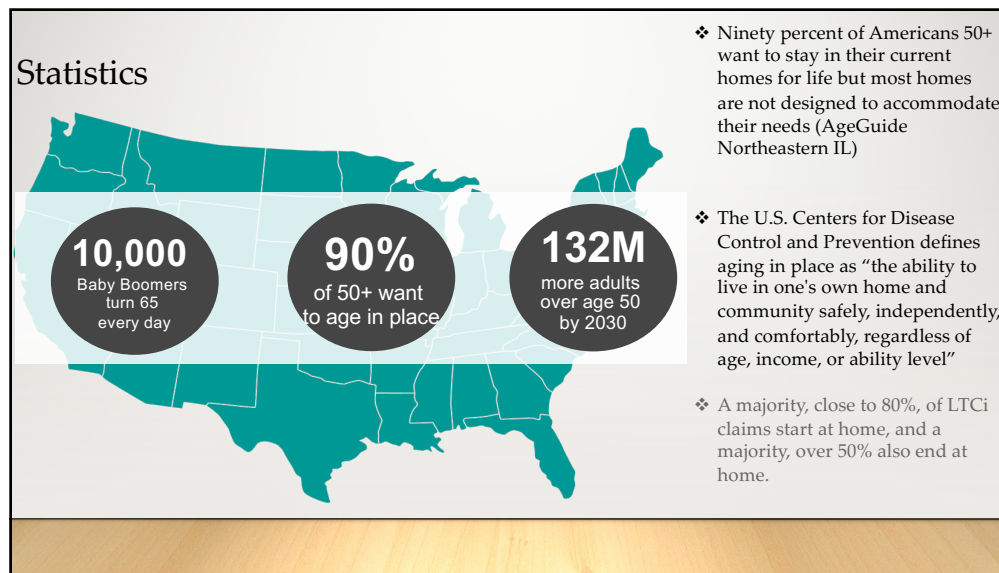 Statistics
10,000
Baby Boomers
turn 65
every day
90%
of 50+ want
to age in place
132M
more adults
over age 50
by 2030
❖ Ninety percent of Americans 50+
want to stay in their current
homes for life but most homes
are not designed to accommodate
their needs (AgeGuide
Northeastern IL)
❖ The U.S. Centers for Disease
Control and Prevention defines
aging in place as “the ability to
live in one's own home and
community safely, independently,
and comfortably, regardless of
age, income, or ability level”
❖ A majority, close to 80%, of LTCi
claims start at home, and a
majority, over 50% also end at
home.